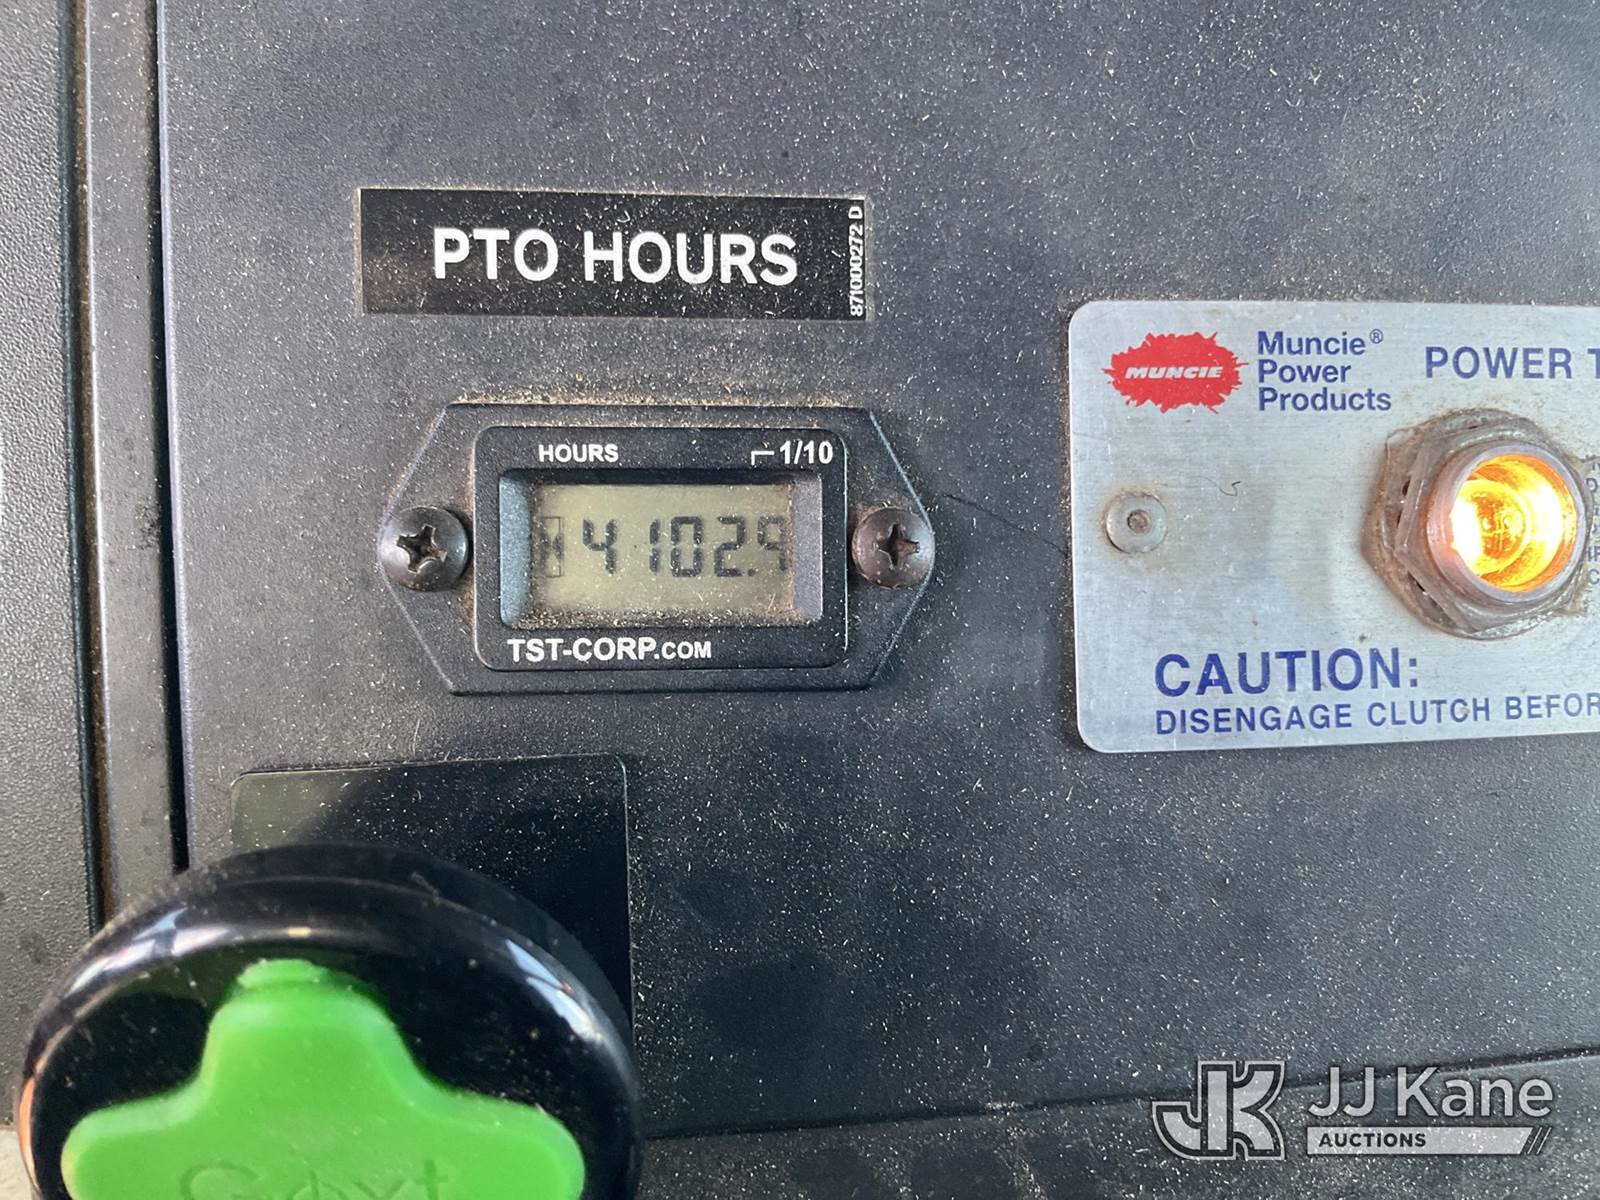 PTO HOURS
871000272 D
HOURS
1/10
4102.9
TST-CORP.COM
MUNCIE
Muncie®
Power
Products
POWER T
CAUTION:
DISENGAGE CLUTCH BEFOR
JK JJ Kane
AUCTIONS